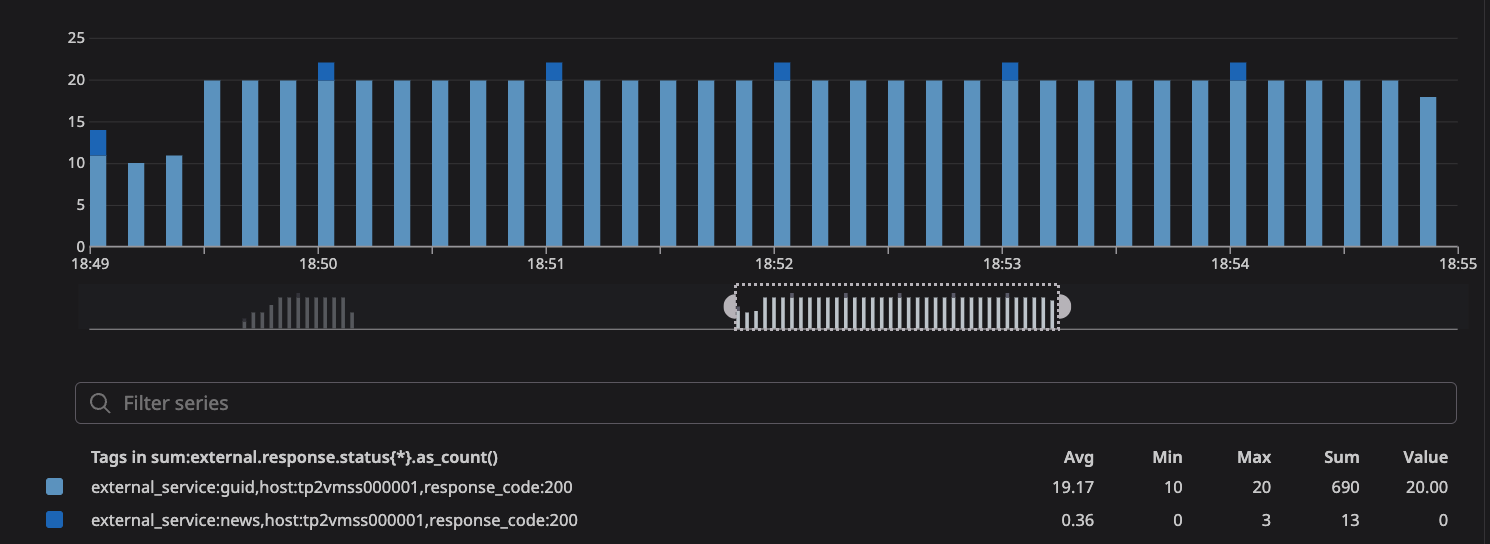 25
20
15
10
5
0
18:49 18:50 18:51 18:52 18:53 18:54 18:55
Filter series
Tags in sum:external.response.status{*}.as_count() Avg Min Max Sum Value
external_service:guid,host:tp2vmss000001,response_code:200 19.17 10 20 690 20.00
external_service:news,host:tp2vmss000001,response_code:200 0.36 0 3 13 0